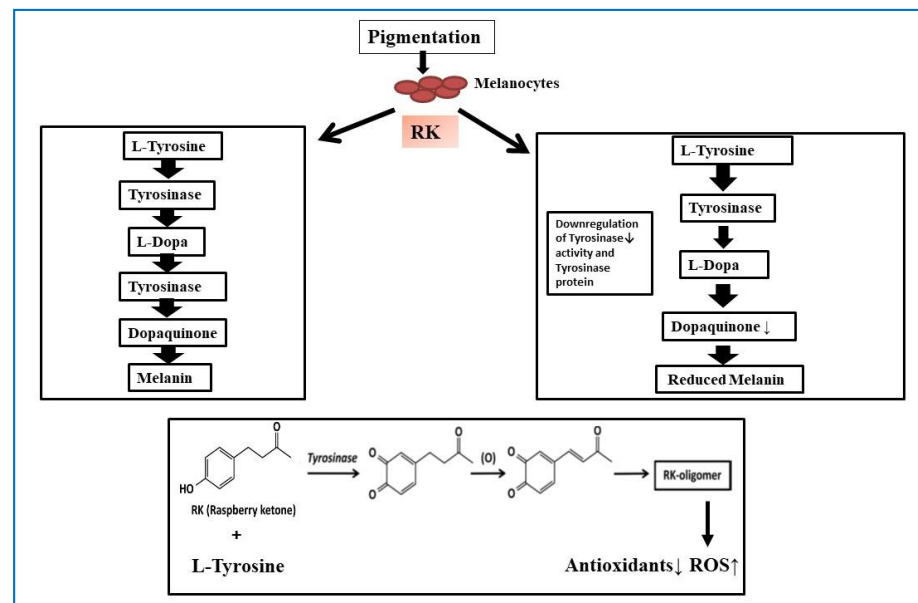 Pigmentation
Melanocytes
RK
L-Tyrosine
Tyrosinase
L-Dopa
Tyrosinase
Dopaquinone
Melanin
L-Tyrosine
Tyrosinase
Downregulation
of Tyrosinase↓
activity and
Tyrosinase
protein
L-Dopa
Dopaquinone ↓
Reduced Melanin
O
HO
RK (Raspberry ketone)
+
L-Tyrosine
Tyrosinase
O
O
O
(O)
O
O
O
RK-oligomer
Antioxidants↓ ROS↑